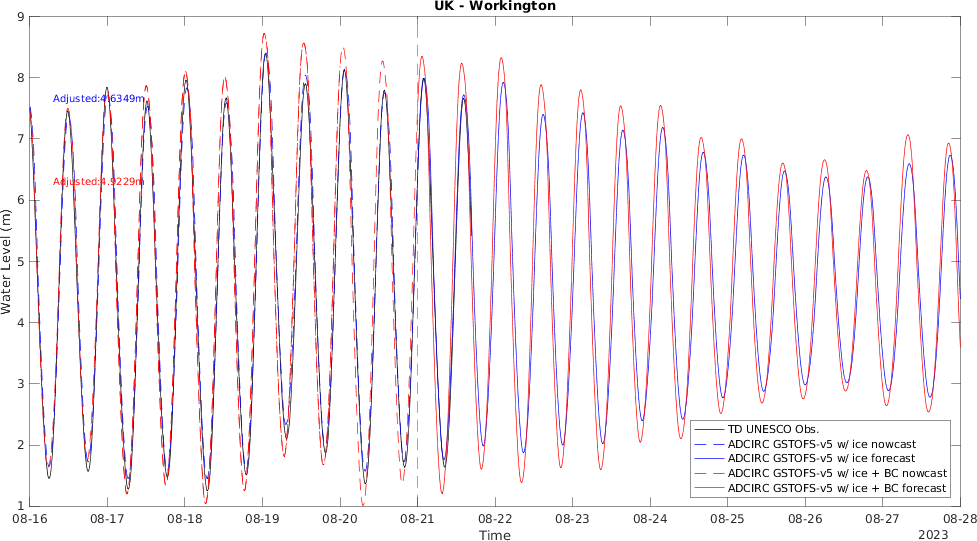 UK - Workington
9
8
7
6
5
4
3
2
1
Water Level (m)
Adjusted:4.6349m
Adjusted:4.9229m
TD UNESCO Obs.
ADCIRC GSTOFS-v5 w/ ice nowcast
ADCIRC GSTOFS-v5 w/ ice forecast
ADCIRC GSTOFS-v5 w/ ice + BC nowcast
ADCIRC GSTOFS-v5 w/ ice + BC forecast
08-16 08-17 08-18 08-19 08-20 08-21 08-22 08-23 08-24 08-25 08-26 08-27 08-28
Time
2023